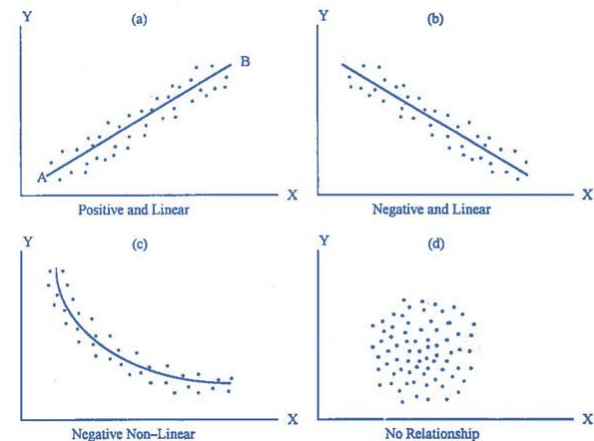 (a)
Y
B
A
X
Positive and Linear
(b)
Y
X
Negative and Linear
(c)
Y
X
Negative Non–Linear
(d)
Y
X
No Relationship